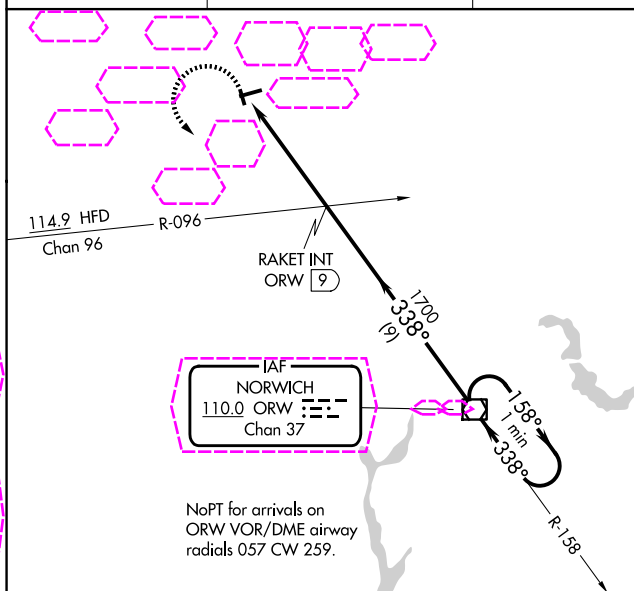 114.9 HFD
Chan 96
R-096
RAKET INT
ORW 9
1700
338°
(9)
IAF
NORWICH
110.0 ORW
Chan 37
158°
1 min
338°
R-158
NoPT for arrivals on
ORW VOR/DME airway
radials 057 CW 259.